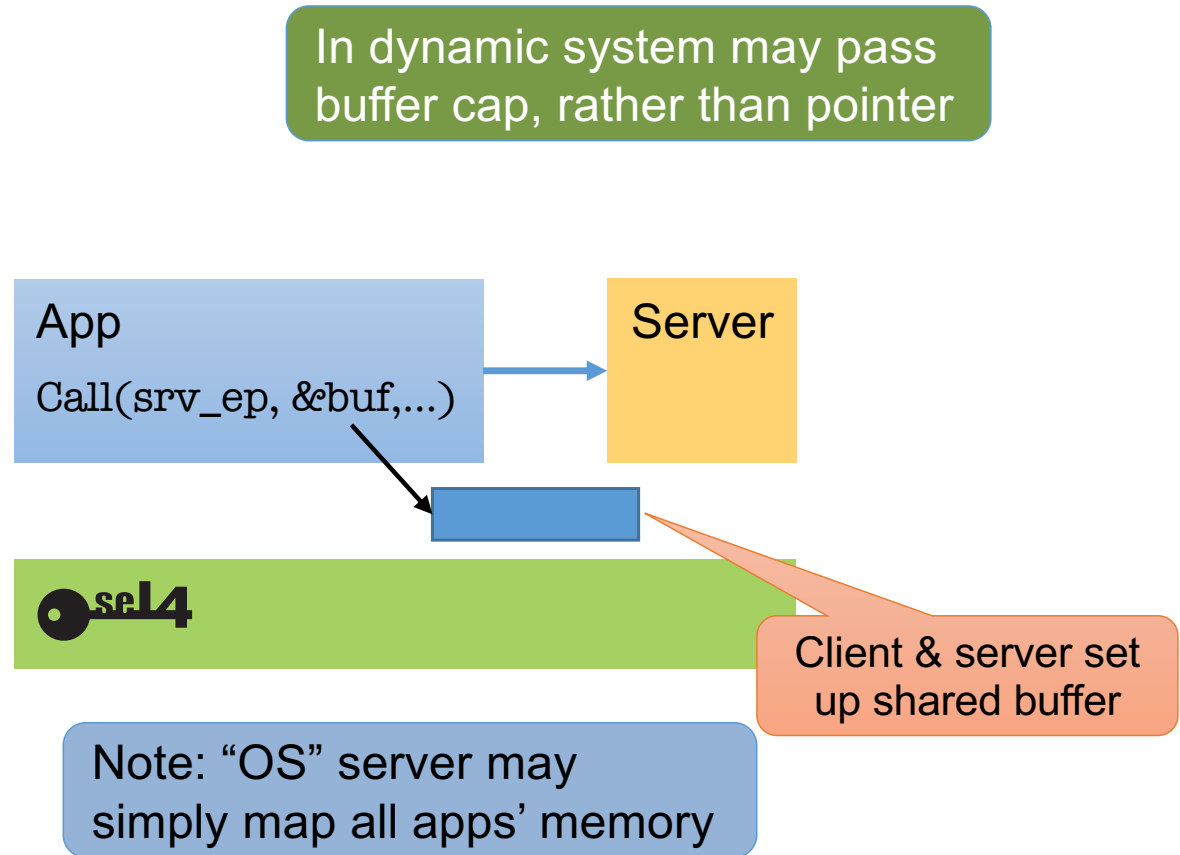 In dynamic system may pass
buffer cap, rather than pointer
App
Server
Call(srv_ep, &buf,...)
seL4
Client & server set
up shared buffer
Note: “OS” server may
simply map all apps’ memory